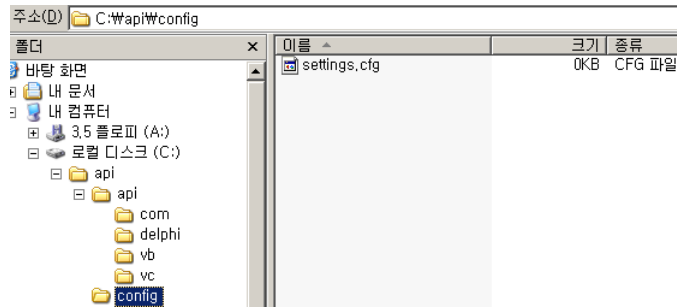 주소(D) C:₩api₩config
폴더 x 이름 크기 종류
바탕 화면 settings.cfg 0KB CFG 파일
내 문서
내 컴퓨터
3.5 플로피 (A:)
로컬 디스크 (C:)
api
api
com
delphi
vb
vc
config